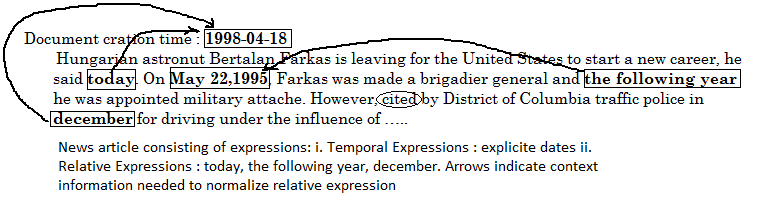 Document cration time : 1998-04-18
Hungarian astronut Bertalan Farkas is leaving for the United States to start a new career, he
said today. On May 22,1995, Farkas was made a brigadier general and the following year
he was appointed military attache. However, cited by District of Columbia traffic police in
december for driving under the influence of .....
News article consisting of expressions: i. Temporal Expressions : explicite dates ii.
Relative Expressions : today, the following year, december. Arrows indicate context
information needed to normalize relative expression